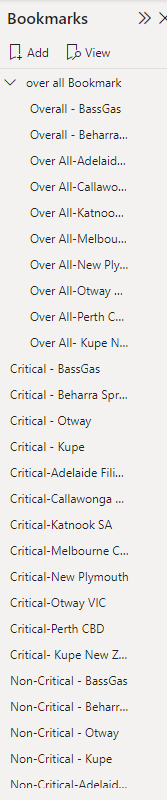 Bookmarks
Add View
over all Bookmark
Overall - BassGas
Overall - Beharra...
Over All-Adelaid...
Over All-Callawo...
Over All-Katnoo...
Over All-Melbou...
Over All-New Ply...
Over All-Otway ...
Over All-Perth C...
Over All- Kupe N...
Critical - BassGas
Critical - Beharra Spr...
Critical - Otway
Critical - Kupe
Critical-Adelaide Fili...
Critical-Callawonga ...
Critical-Katnook SA
Critical-Melbourne C...
Critical-New Plymouth
Critical-Otway VIC
Critical-Perth CBD
Critical- Kupe New Z...
Non-Critical - BassGas
Non-Critical - Beharr...
Non-Critical - Otway
Non-Critical - Kupe
Non-Critical-Adelaid...